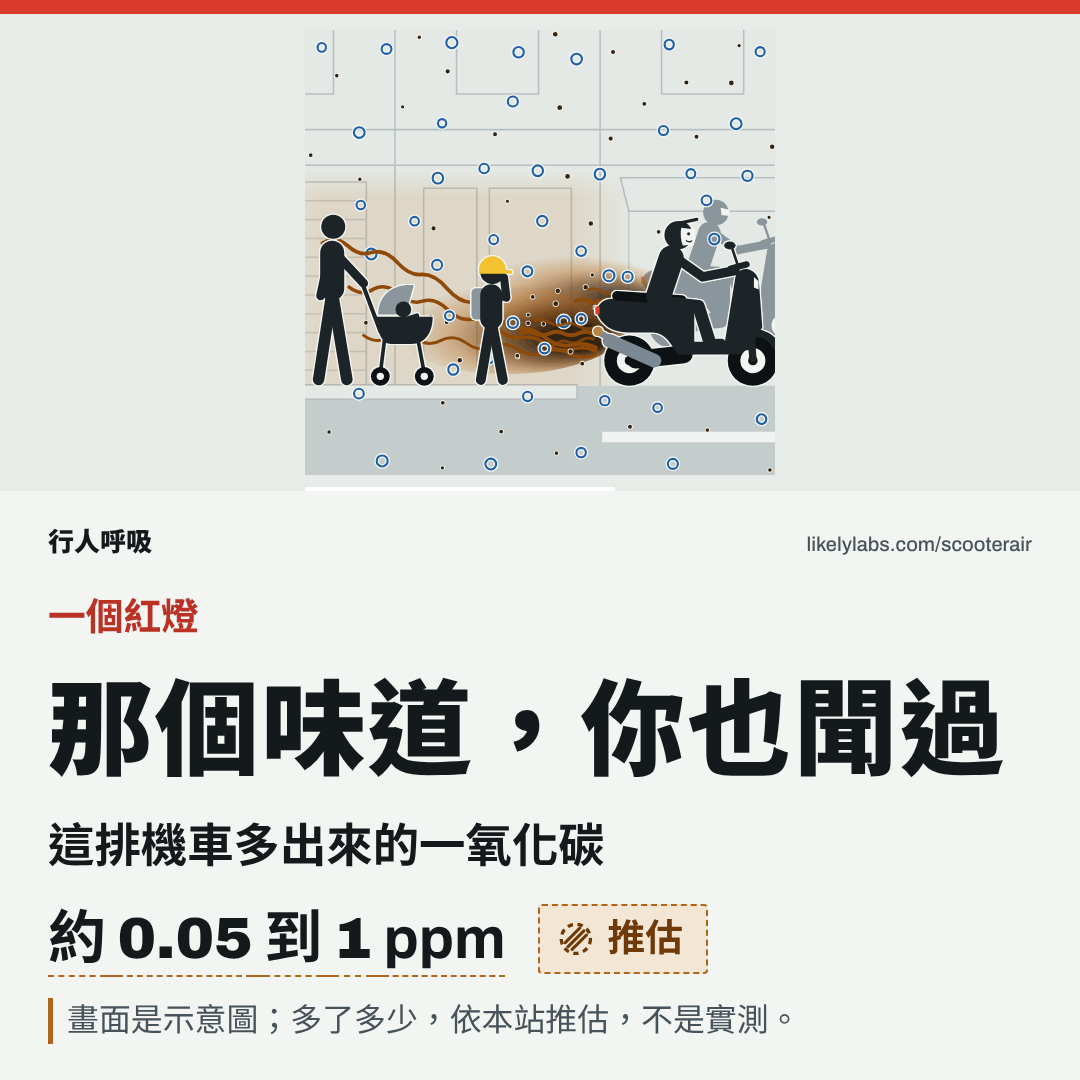 行人呼吸
likelylabs.com/scooterair
一個紅燈
那個味道，你也聞過
這排機車多出來的一氧化碳
約 0.05 到 1 ppm
推估
畫面是示意圖；多了多少，依本站推估，不是實測。